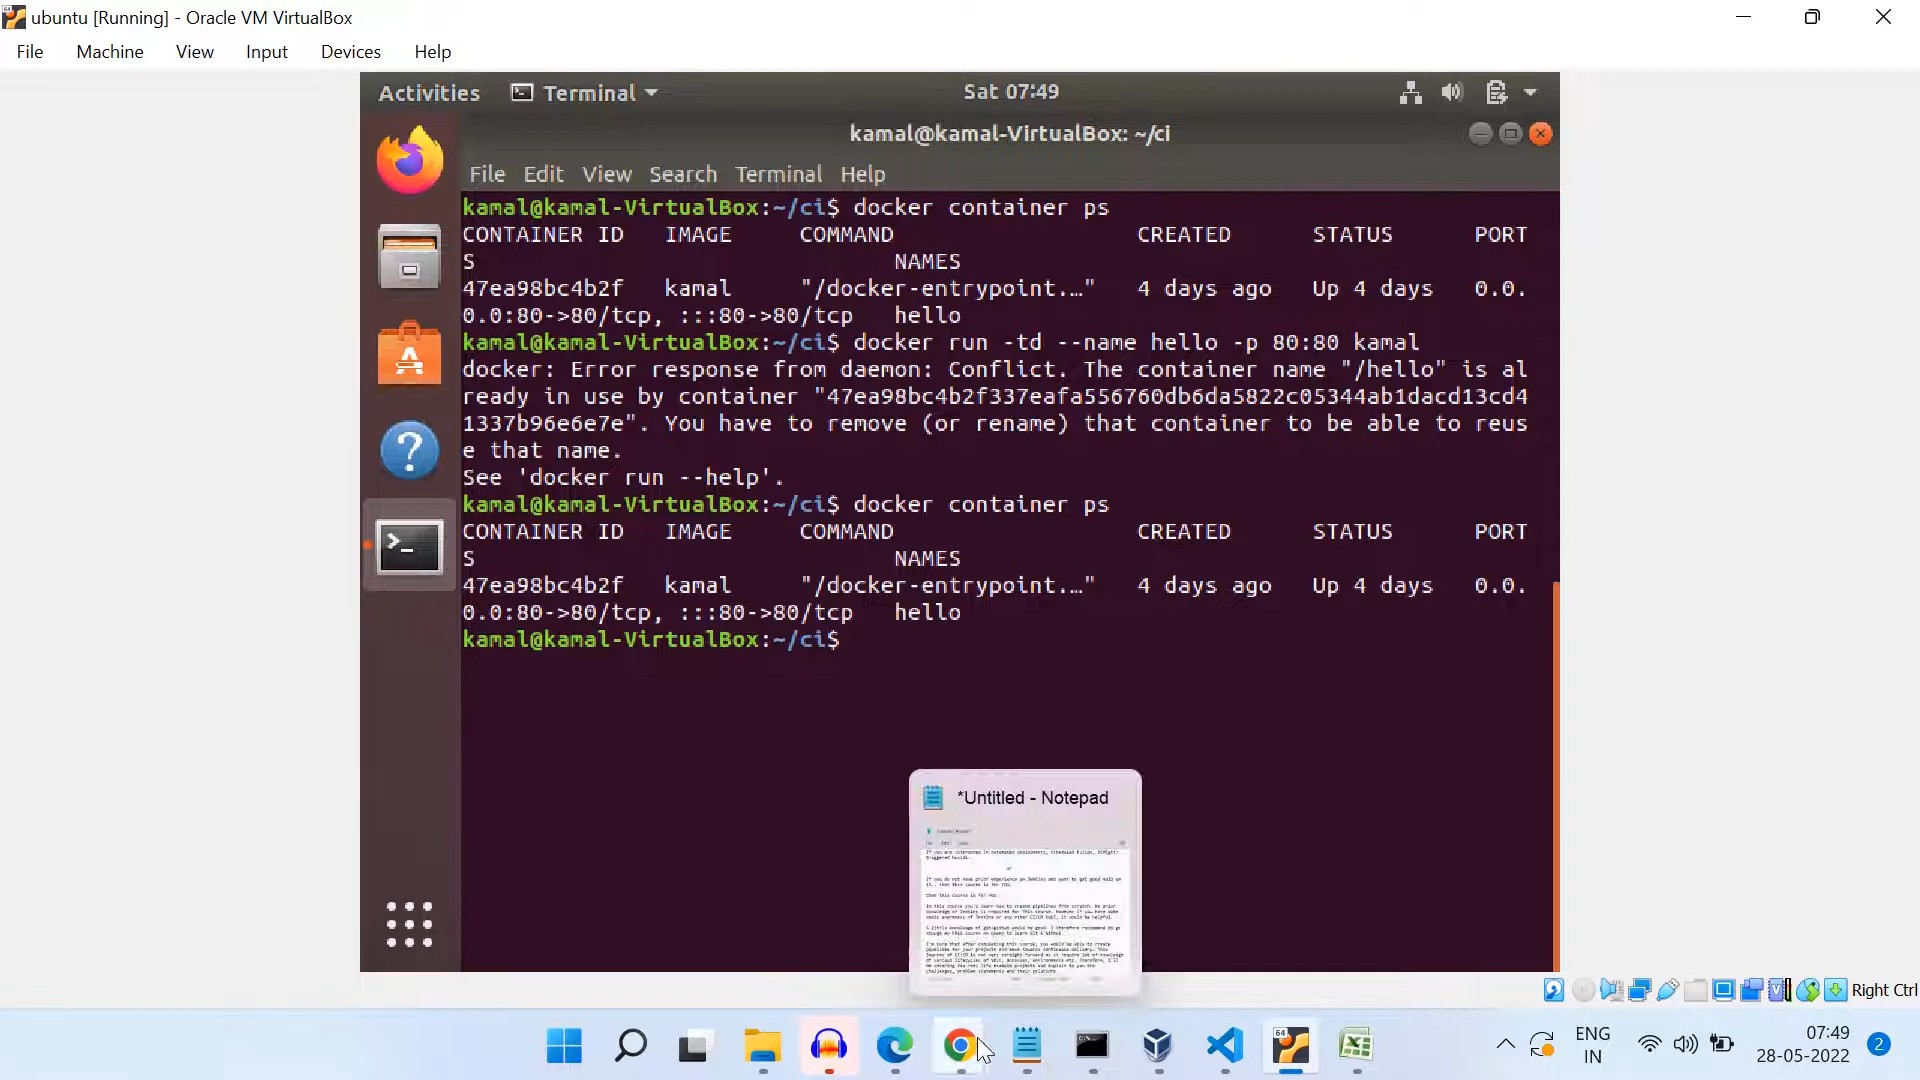 ubuntu [Running] - Oracle VM VirtualBox
File Machine View Input Devices Help
Activities Terminal Sat 07:49
kamal@kamal-VirtualBox: ~/ci
File Edit View Search Terminal Help
kamal@kamal-VirtualBox:~/ci$ docker container ps
CONTAINER ID IMAGE COMMAND CREATED STATUS PORT
S NAMES
47ea98bc4b2f kamal "/docker-entrypoint.…" 4 days ago Up 4 days 0.0.
0.0:80->80/tcp, :::80->80/tcp hello
kamal@kamal-VirtualBox:~/ci$ docker run -td --name hello -p 80:80 kamal
docker: Error response from daemon: Conflict. The container name "/hello" is al
ready in use by container "47ea98bc4b2f337eafa556760db6da5822c05344ab1dacd13cd4
1337b96e6e7e". You have to remove (or rename) that container to be able to reus
e that name.
See 'docker run --help'.
kamal@kamal-VirtualBox:~/ci$ docker container ps
CONTAINER ID IMAGE COMMAND CREATED STATUS PORT
S NAMES
47ea98bc4b2f kamal "/docker-entrypoint.…" 4 days ago Up 4 days 0.0.
0.0:80->80/tcp, :::80->80/tcp hello
kamal@kamal-VirtualBox:~/ci$
*Untitled - Notepad
Right Ctrl
ENG
IN
07:49
28-05-2022
2